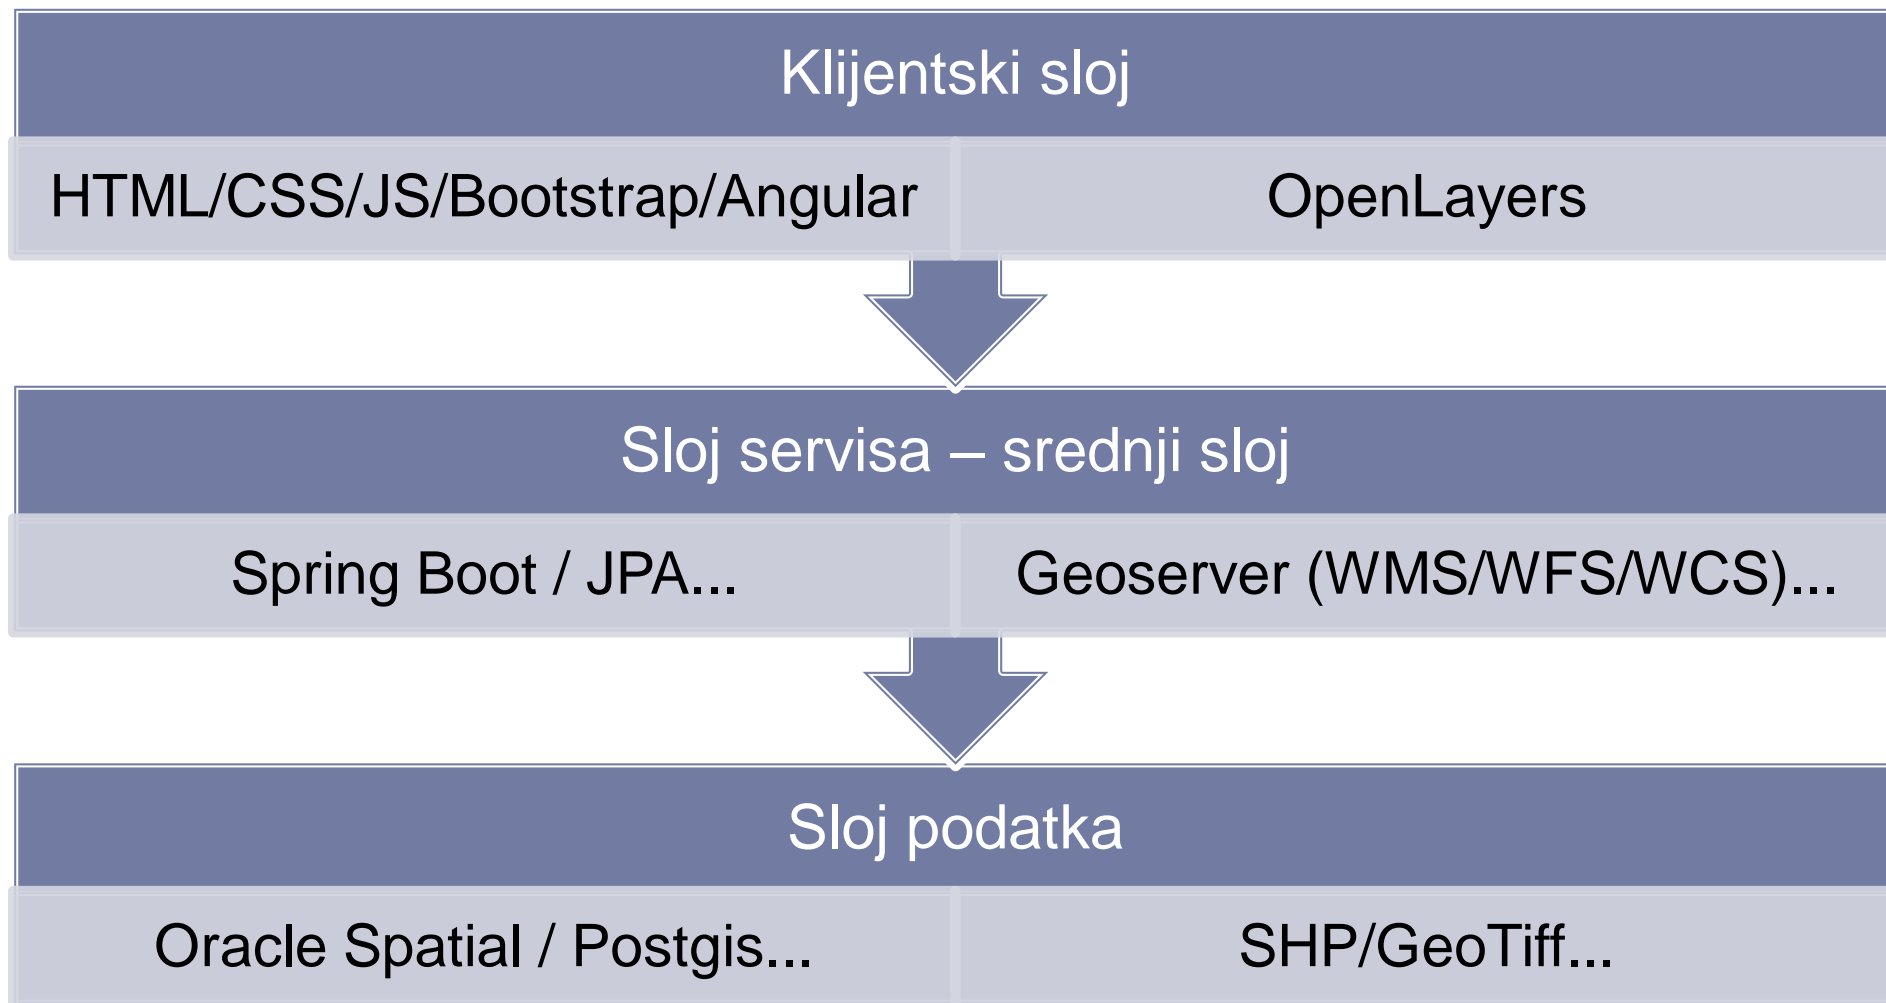 Klijentski sloj
HTML/CSS/JS/Bootstrap/Angular
OpenLayers
Sloj servisa – srednji sloj
Spring Boot / JPA...
Geoserver (WMS/WFS/WCS)...
Sloj podatka
Oracle Spatial / Postgis...
SHP/GeoTiff...